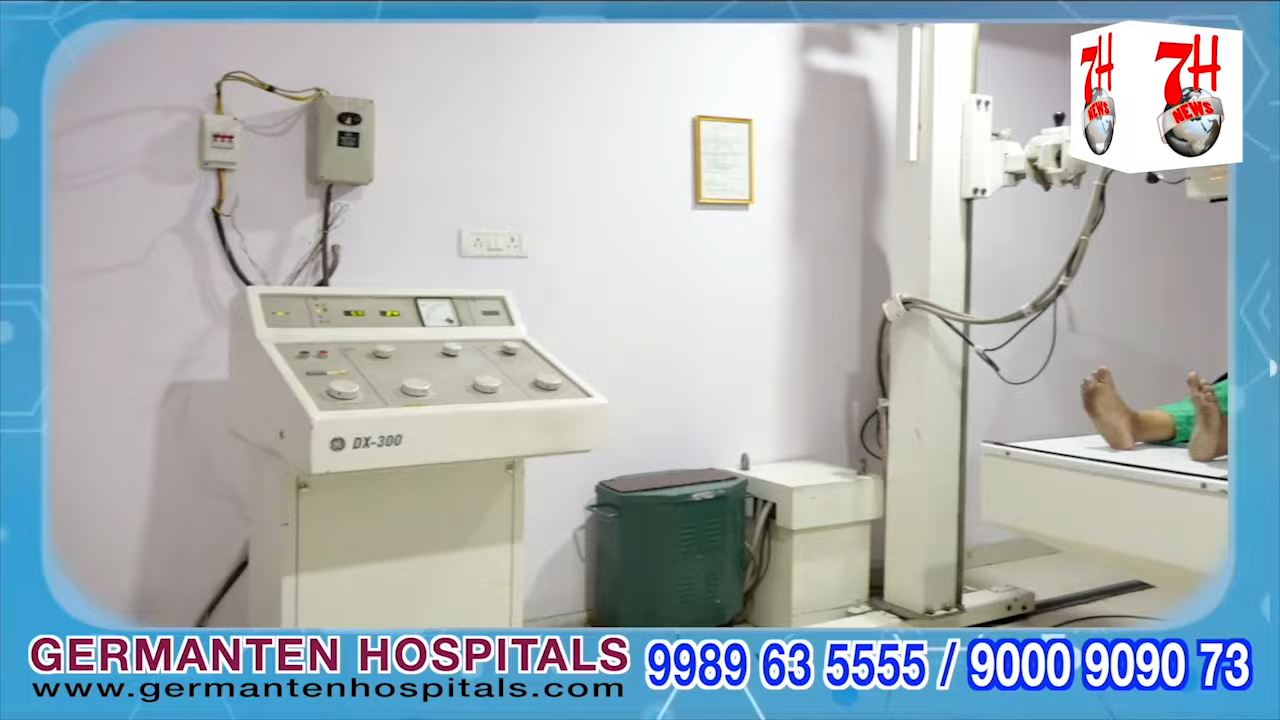 7H
NEWS
7H
NEWS
DX-300
GERMANTEN HOSPITALS
www.germantenhospitals.com
9989 63 5555 / 9000 9090 73